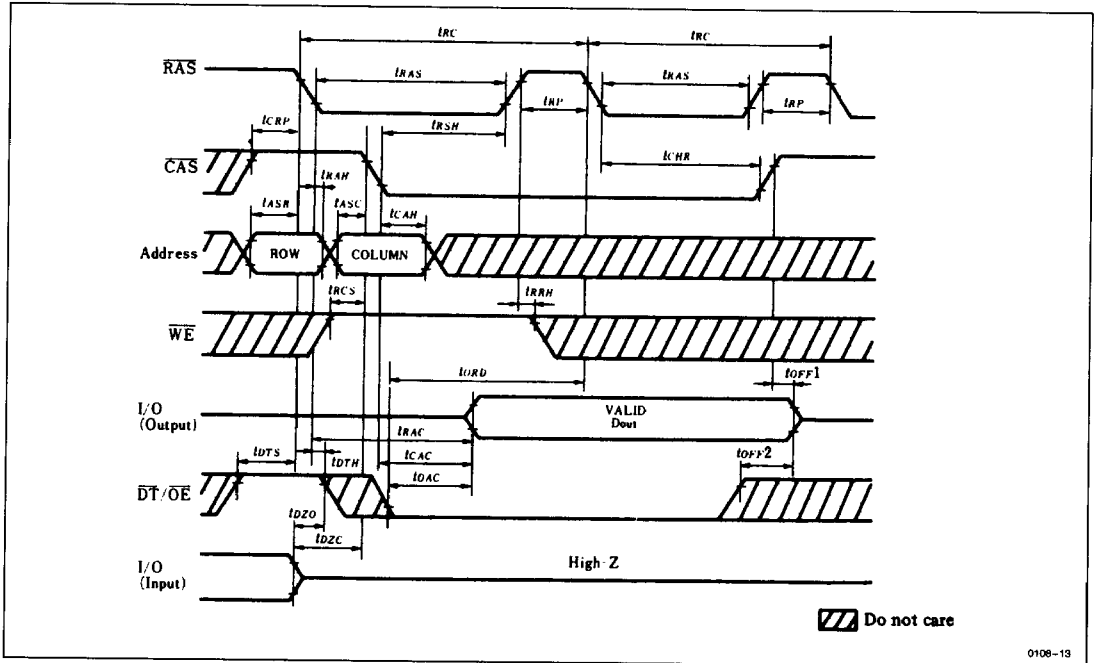 tRC tRC
RAS
tRAS tRAS
tRP tRP
tCRP tRSH
CAS
tRAH tCHR
tASR tASC tCAH
Address ROW COLUMN
tRRH
tRCS
WE
tORD tOFF1
I/O
(Output)
VALID
Dout
tRAC
tDTS tDTH tCAC tOFF2
tOAC
DT/OE
tDZO
tDZC
I/O
(Input)
High-Z
Do not care
0108-13